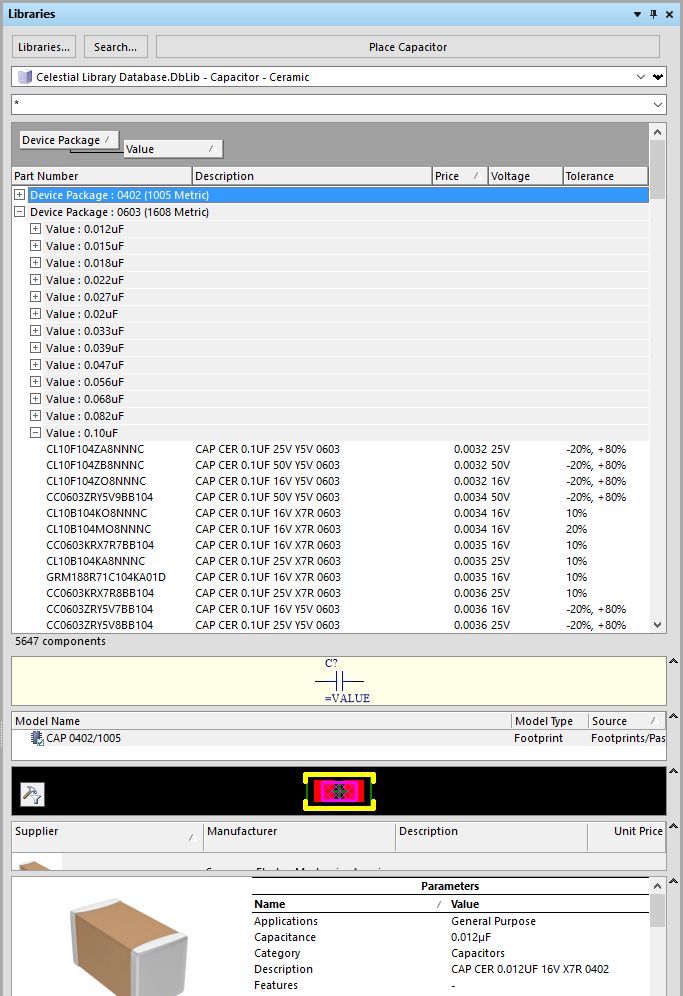 Libraries
Libraries... Search... Place Capacitor
Celestial Library Database.DbLib - Capacitor - Ceramic
*
Device Package
Value
Part Number Description Price Voltage Tolerance
Device Package : 0402 (1005 Metric)
Device Package : 0603 (1608 Metric)
Value : 0.012uF
Value : 0.015uF
Value : 0.018uF
Value : 0.022uF
Value : 0.027uF
Value : 0.02uF
Value : 0.033uF
Value : 0.039uF
Value : 0.047uF
Value : 0.056uF
Value : 0.068uF
Value : 0.082uF
Value : 0.10uF
CL10F104ZA8NNNC CAP CER 0.1UF 25V Y5V 0603 0.0032 25V -20%, +80%
CL10F104ZB8NNNC CAP CER 0.1UF 50V Y5V 0603 0.0032 50V -20%, +80%
CL10F104ZO8NNNC CAP CER 0.1UF 16V Y5V 0603 0.0032 16V -20%, +80%
CC0603ZRY5V9BB104 CAP CER 0.1UF 50V Y5V 0603 0.0034 50V -20%, +80%
CL10B104KO8NNNC CAP CER 0.1UF 16V X7R 0603 0.0034 16V 10%
CL10B104MO8NNNC CAP CER 0.1UF 16V X7R 0603 0.0034 16V 20%
CC0603KRX7R7BB104 CAP CER 0.1UF 16V X7R 0603 0.0035 16V 10%
CL10B104KA8NNNC CAP CER 0.1UF 25V X7R 0603 0.0035 25V 10%
GRM188R71C104KA01D CAP CER 0.1UF 16V X7R 0603 0.0035 16V 10%
CC0603KRX7R8BB104 CAP CER 0.1UF 25V X7R 0603 0.0036 25V 10%
CC0603ZRY5V7BB104 CAP CER 0.1UF 16V Y5V 0603 0.0036 16V -20%, +80%
CC0603ZRY5V8BB104 CAP CER 0.1UF 25V Y5V 0603 0.0036 25V -20%, +80%
5647 components
C?
=VALUE
Model Name Model Type Source
CAP 0402/1005 Footprint Footprints/Pas
Supplier Manufacturer Description Unit Price
Parameters
Name Value
Applications General Purpose
Capacitance 0.012µF
Category Capacitors
Description CAP CER 0.012UF 16V X7R 0402
Features -